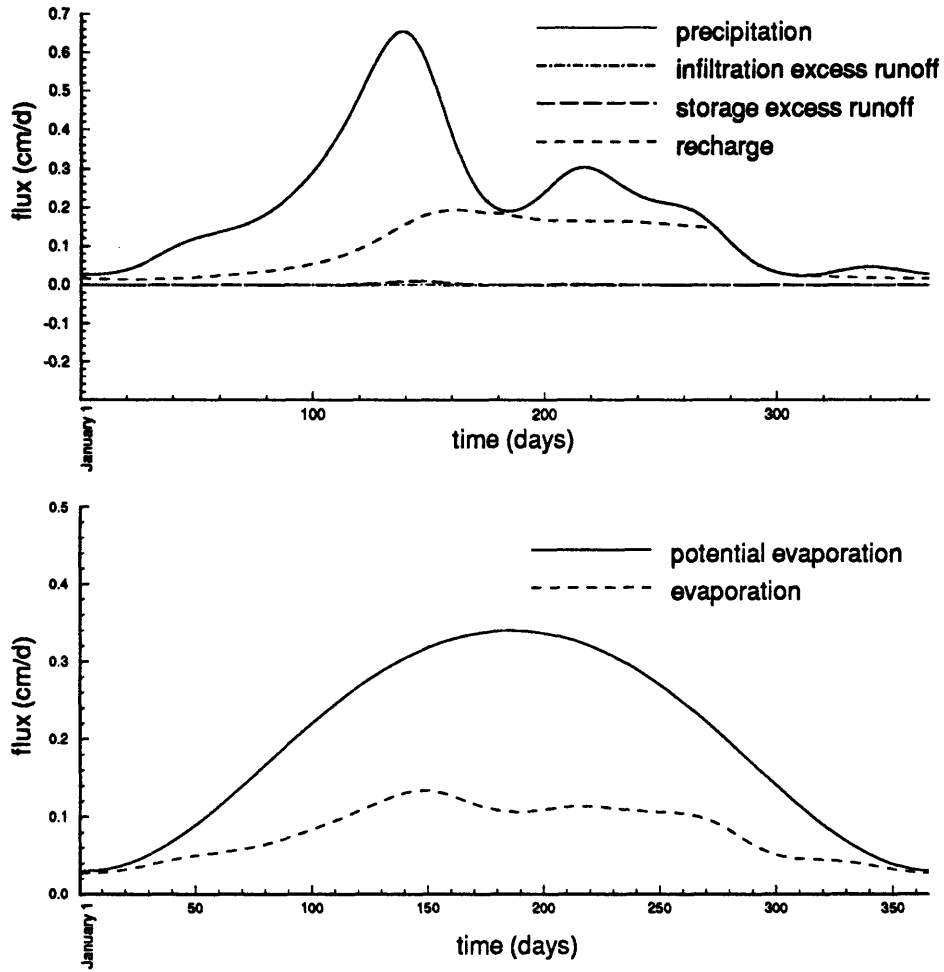 0.7
0.6
0.5
0.4
0.3
0.2
0.1
0.0
-0.1
-0.2
flux (cm/d)
precipitation
infiltration excess runoff
storage excess runoff
recharge
January 1
100
200
300
time (days)
0.5
0.4
0.3
0.2
0.1
0.0
flux (cm/d)
potential evaporation
evaporation
January 1
50
100
150
200
250
300
350
time (days)